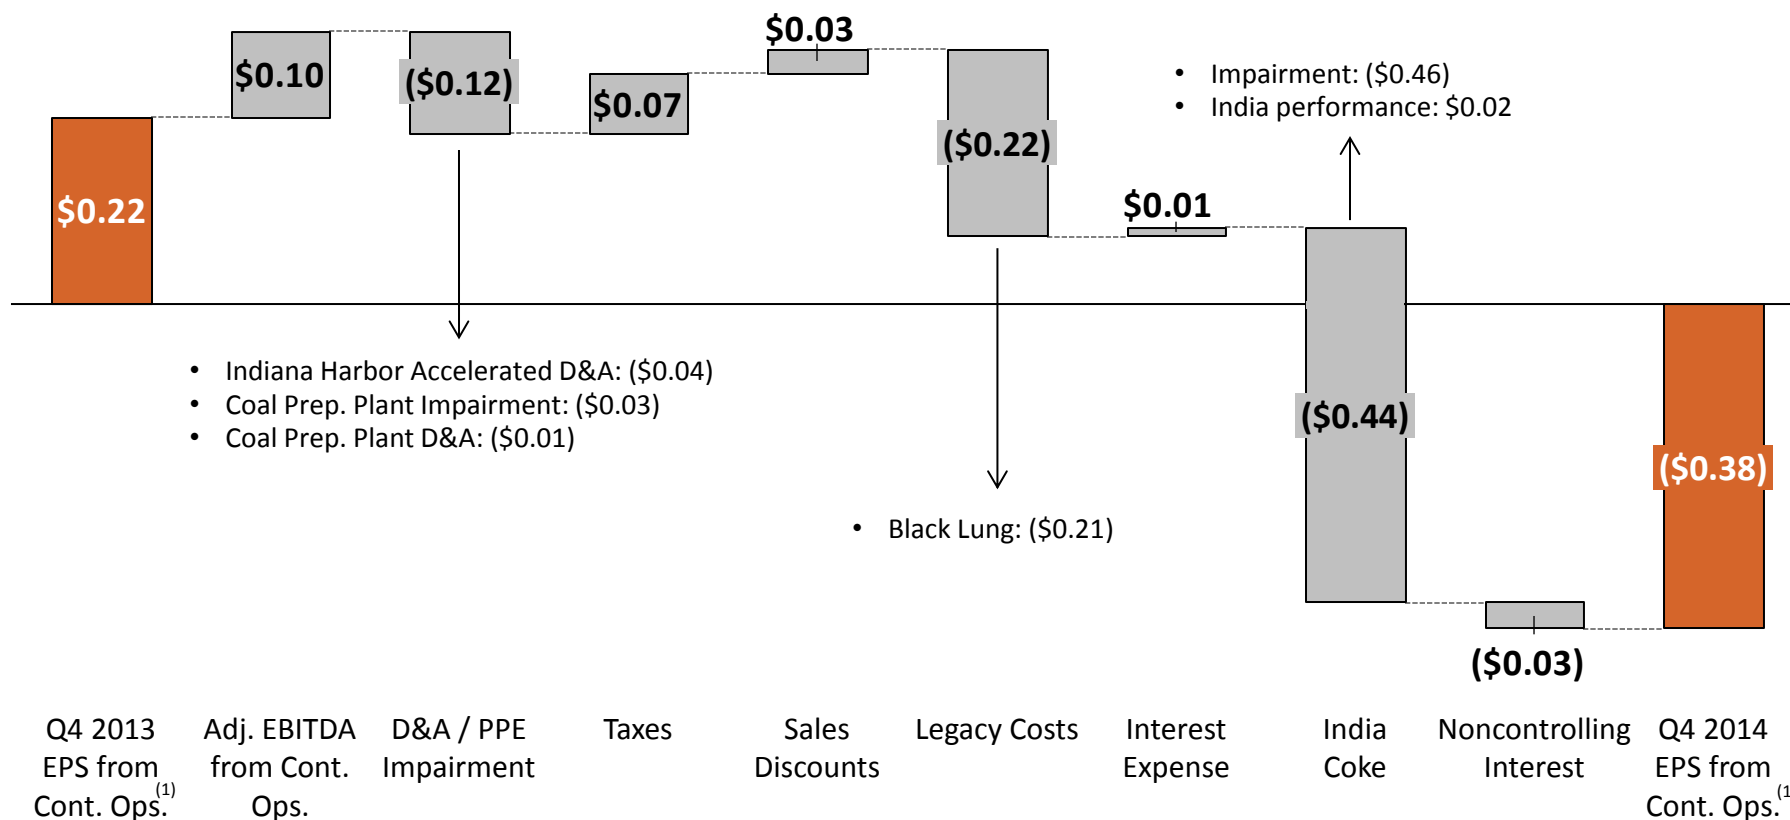 $0.22
$0.10
($0.12)
$0.07
$0.03
($0.22)
$0.01
($0.44)
($0.03)
($0.38)
• Impairment: ($0.46)
• India performance: $0.02
• Indiana Harbor Accelerated D&A: ($0.04)
• Coal Prep. Plant Impairment: ($0.03)
• Coal Prep. Plant D&A: ($0.01)
• Black Lung: ($0.21)
Q4 2013
EPS from
Cont. Ops.(1)
Adj. EBITDA
from Cont.
Ops.
D&A / PPE
Impairment
Taxes
Sales
Discounts
Legacy Costs
Interest
Expense
India
Coke
Noncontrolling
Interest
Q4 2014
EPS from
Cont. Ops.(1